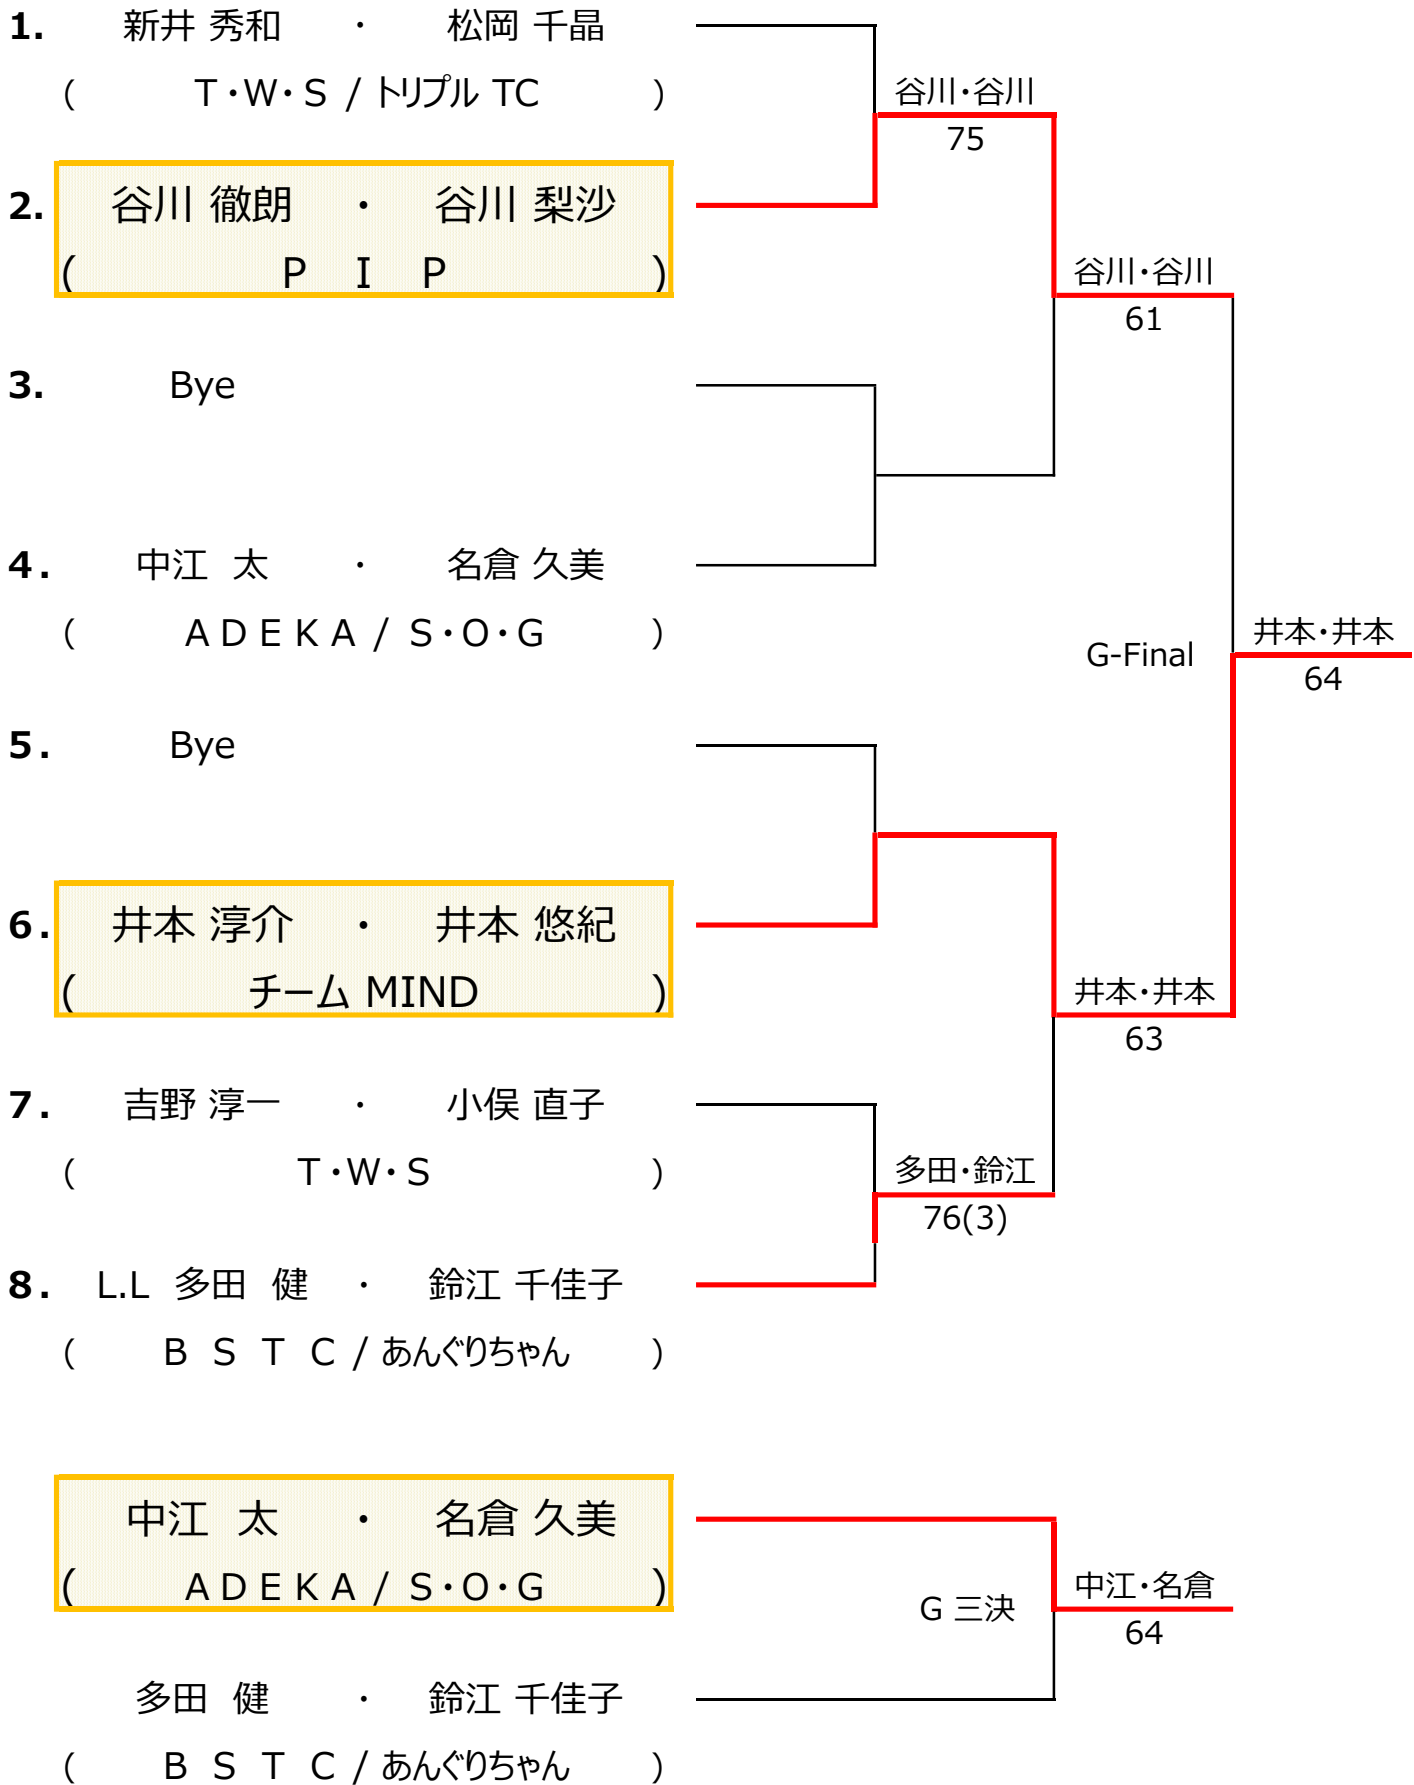 1. 新井 秀和 ・ 松岡 千晶
( T・W・S / トリプル TC )
谷川・谷川
75
2. 谷川 徹朗 ・ 谷川 梨沙
( P I P )
谷川・谷川
61
3. Bye
4. 中江 太 ・ 名倉 久美
( A D E K A / S・O・G )
G-Final
井本・井本
64
5. Bye
6. 井本 淳介 ・ 井本 悠紀
( チーム MIND )
井本・井本
63
7. 吉野 淳一 ・ 小俣 直子
( T・W・S )
多田・鈴江
76(3)
8. L.L 多田 健 ・ 鈴江 千佳子
( B S T C / あんぐりちゃん )
中江 太 ・ 名倉 久美
( A D E K A / S・O・G )
G 三決
中江・名倉
64
多田 健 ・ 鈴江 千佳子
( B S T C / あんぐりちゃん )